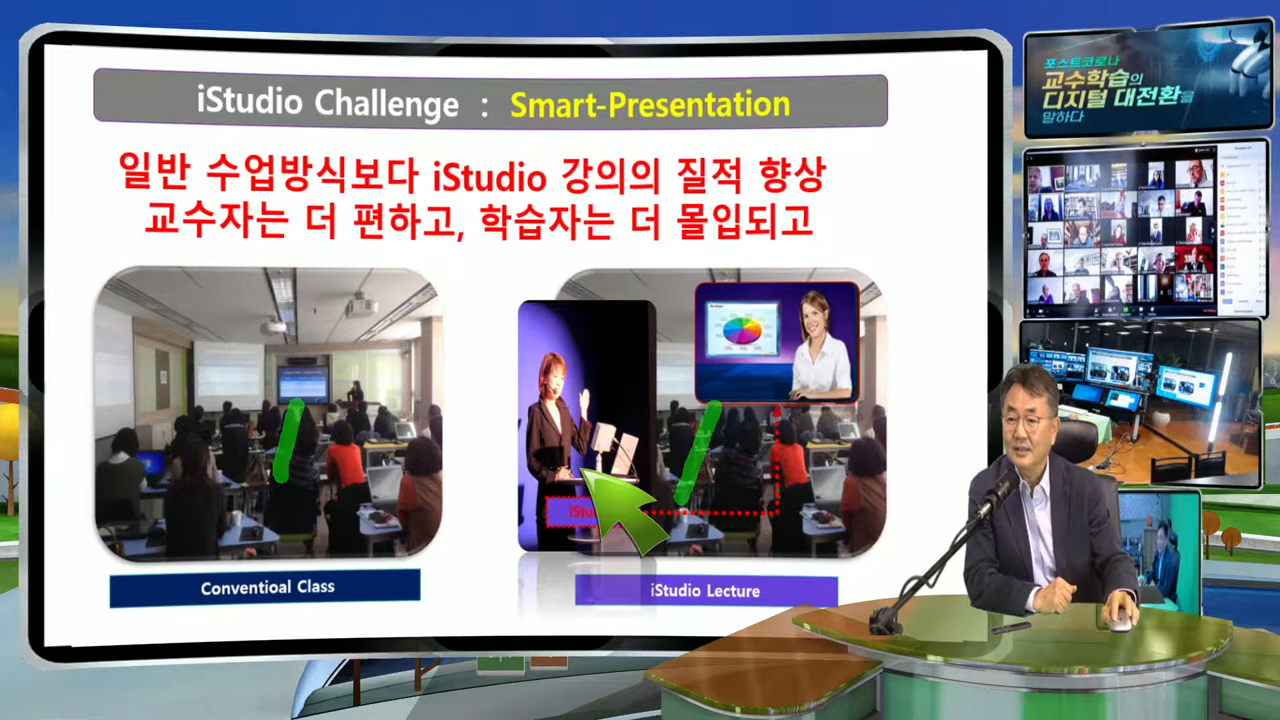 iStudio Challenge : Smart-Presentation
일반 수업방식보다 iStudio 강의의 질적 향상
교수자는 더 편하고, 학습자는 더 몰입되고
Conventioal Class
iStudio Lecture
포스트코로나
교수학습의
디지털 대전환을
말하다